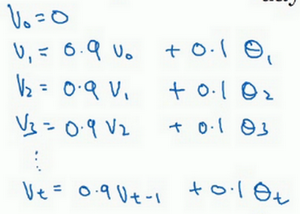 V₀ = 0
V₁ = 0.9 V₀ + 0.1 θ₁
V₂ = 0.9 V₁ + 0.1 θ₂
V₃ = 0.9 V₂ + 0.1 θ₃
⋮
Vt = 0.9 Vt-1 + 0.1 θt